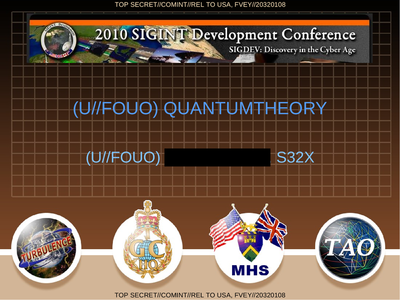 TOP SECRET//COMINT//REL TO USA, FVEY//20320108
2010 SIGINT Development Conference
SIGDEV: Discovery in the Cyber Age
(U//FOUO) QUANTUMTHEORY
(U//FOUO) S32X
TURBULENCE
MHS
TAO
TOP SECRET//COMINT//REL TO USA, FVEY//20320108